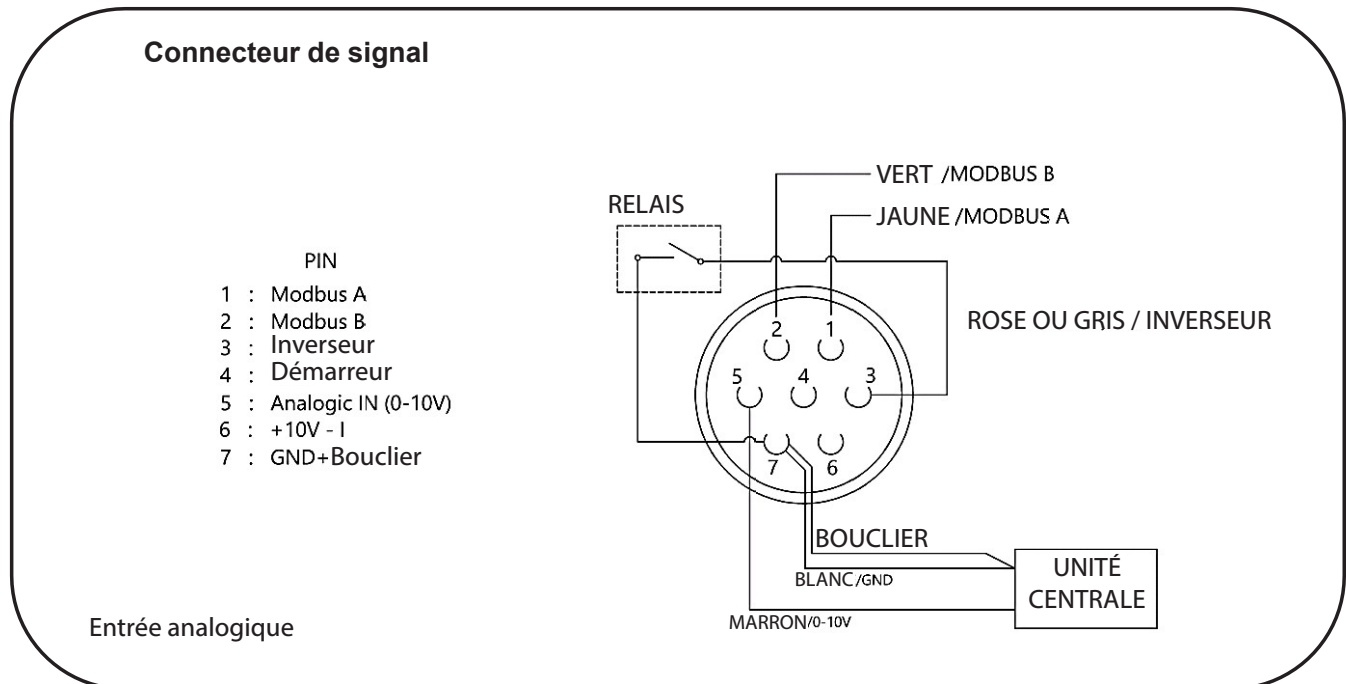 Connecteur de signal
PIN
1 : Modbus A
2 : Modbus B
3 : Inverseur
4 : Démarreur
5 : Analogic IN (0-10V)
6 : +10V - I
7 : GND+Bouclier
VERT /MODBUS B
RELAIS
JAUNE /MODBUS A
ROSE OU GRIS / INVERSEUR
2
1
5
4
3
7
6
BOUCLIER
BLANC/GND
UNITÉ
CENTRALE
MARRON/0-10V
Entrée analogique